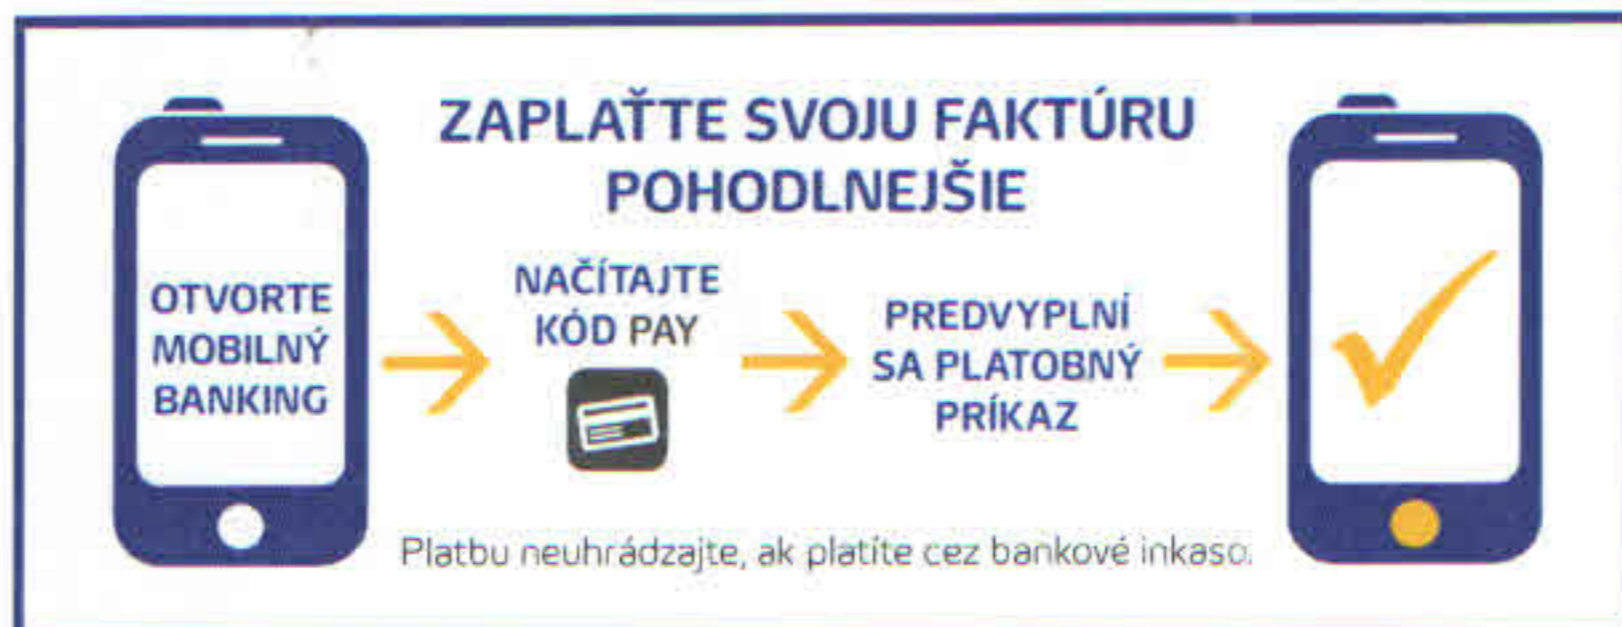 ZAPLAŤTE SVOJU FAKTÚRU
POHODLNEJŠIE
OTVORTE
MOBILNÝ
BANKING
NAČÍTAJTE
KÓD PAY
PREDVYPLNÍ
SA PLATOBNÝ
PRÍKAZ
Platbu neuhrádzajte, ak platíte cez bankové inkaso.